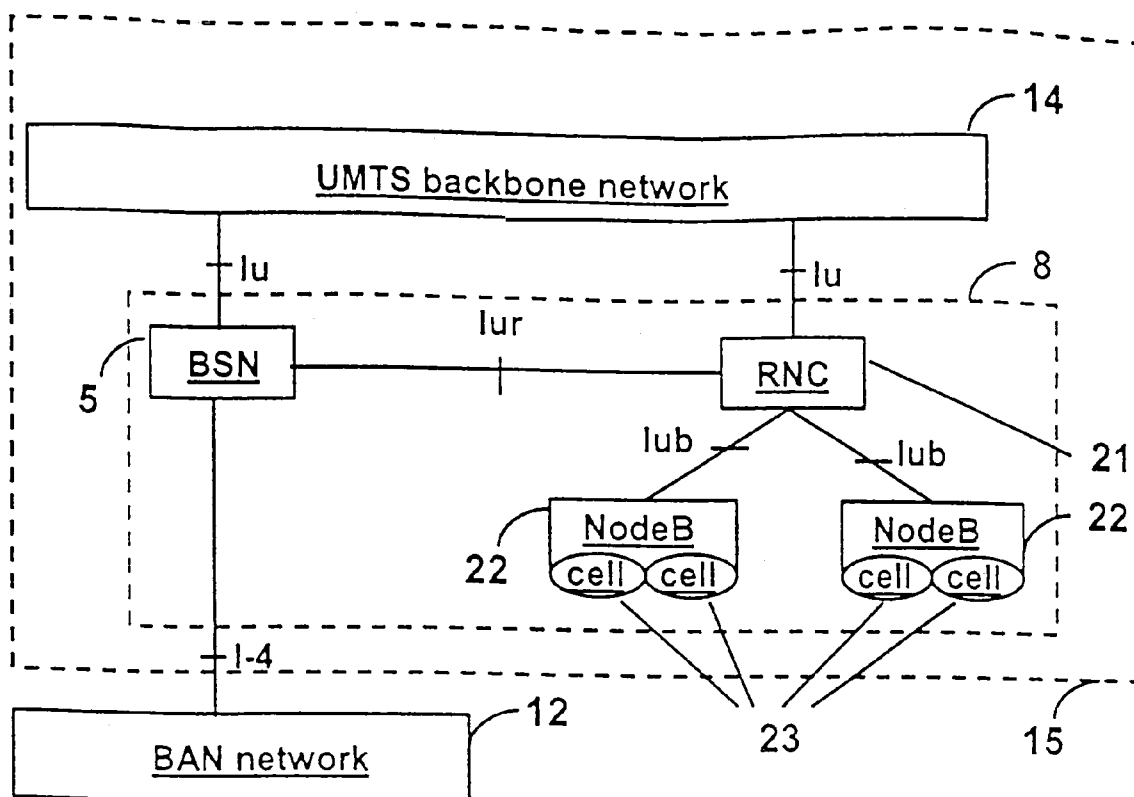 14
UMTS backbone network
Iu
Iu
8
Iur
BSN
RNC
5
21
Iub
Iub
NodeB
NodeB
22
22
cell
cell
cell
cell
I-4
12
23
15
BAN network